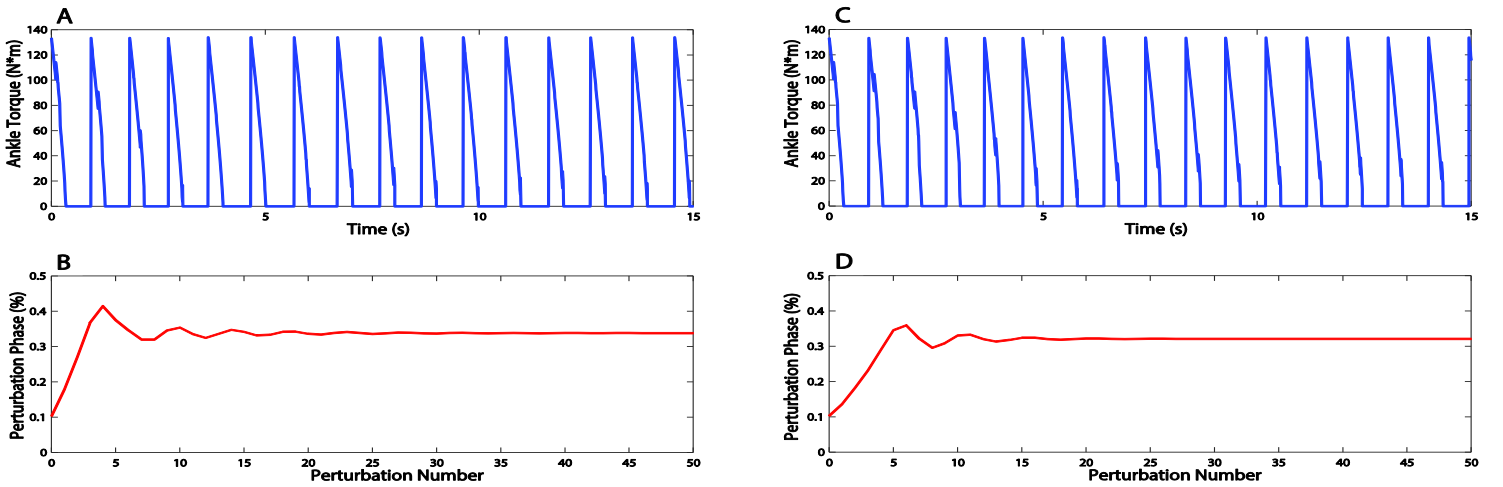 A
140
120
100
80
60
40
20
0
Ankle Torque (N*m)
0 5 10 15
Time (s)
B
0.5
0.4
0.3
0.2
0.1
0
Perturbation Phase (%)
0 5 10 15 20 25 30 35 40 45 50
Perturbation Number
C
140
120
100
80
60
40
20
0
Ankle Torque (N*m)
0 5 10 15
Time (s)
D
0.5
0.4
0.3
0.2
0.1
0
Perturbation Phase (%)
0 5 10 15 20 25 30 35 40 45 50
Perturbation Number